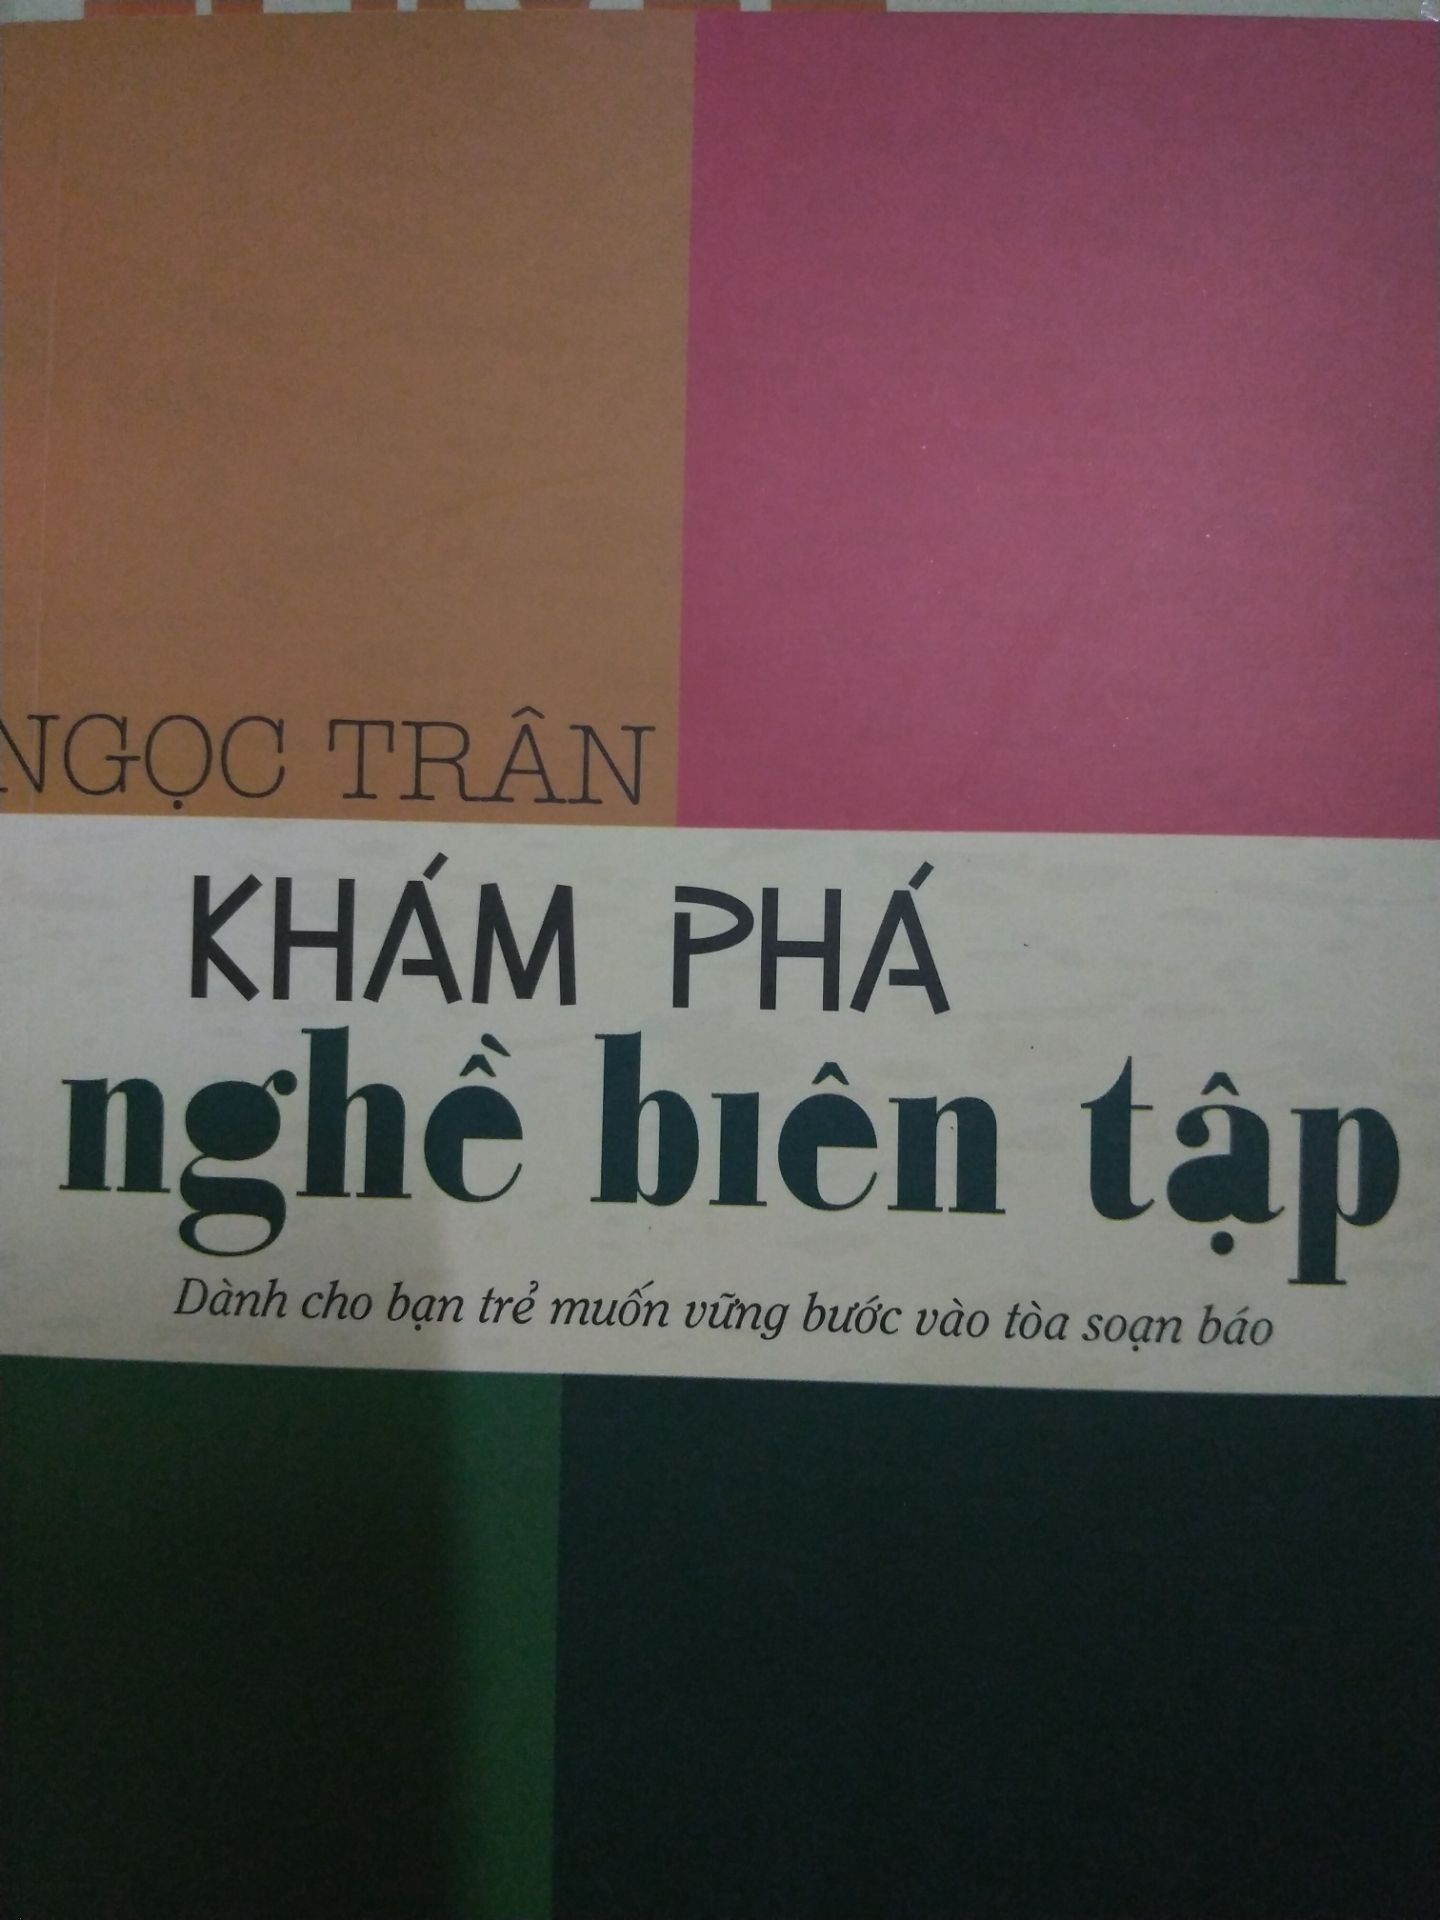 NGỌC TRÂN
KHÁM PHÁ
nghề biên tập
Dành cho bạn trẻ muốn vững bước vào tòa soạn báo